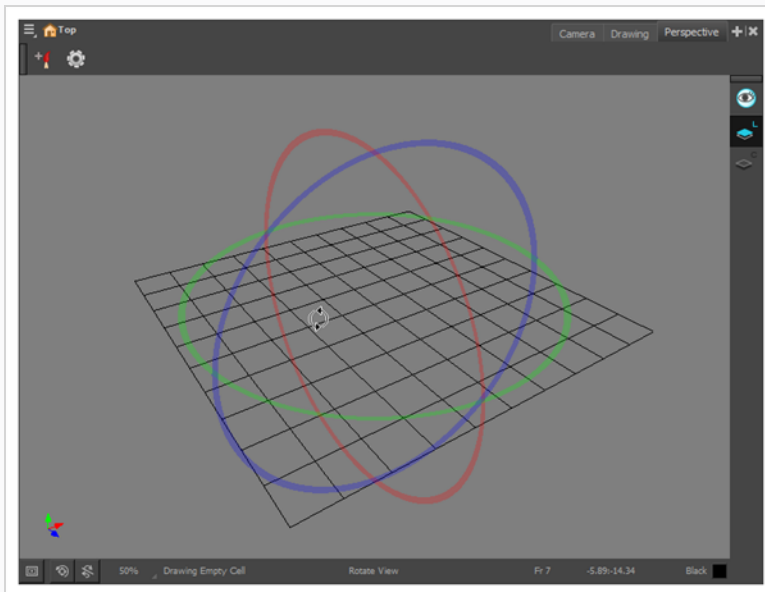 Top
Camera Drawing Perspective
L
C
50% Drawing Empty Cell Rotate View Fr 7 -5.89:-14.34 Black